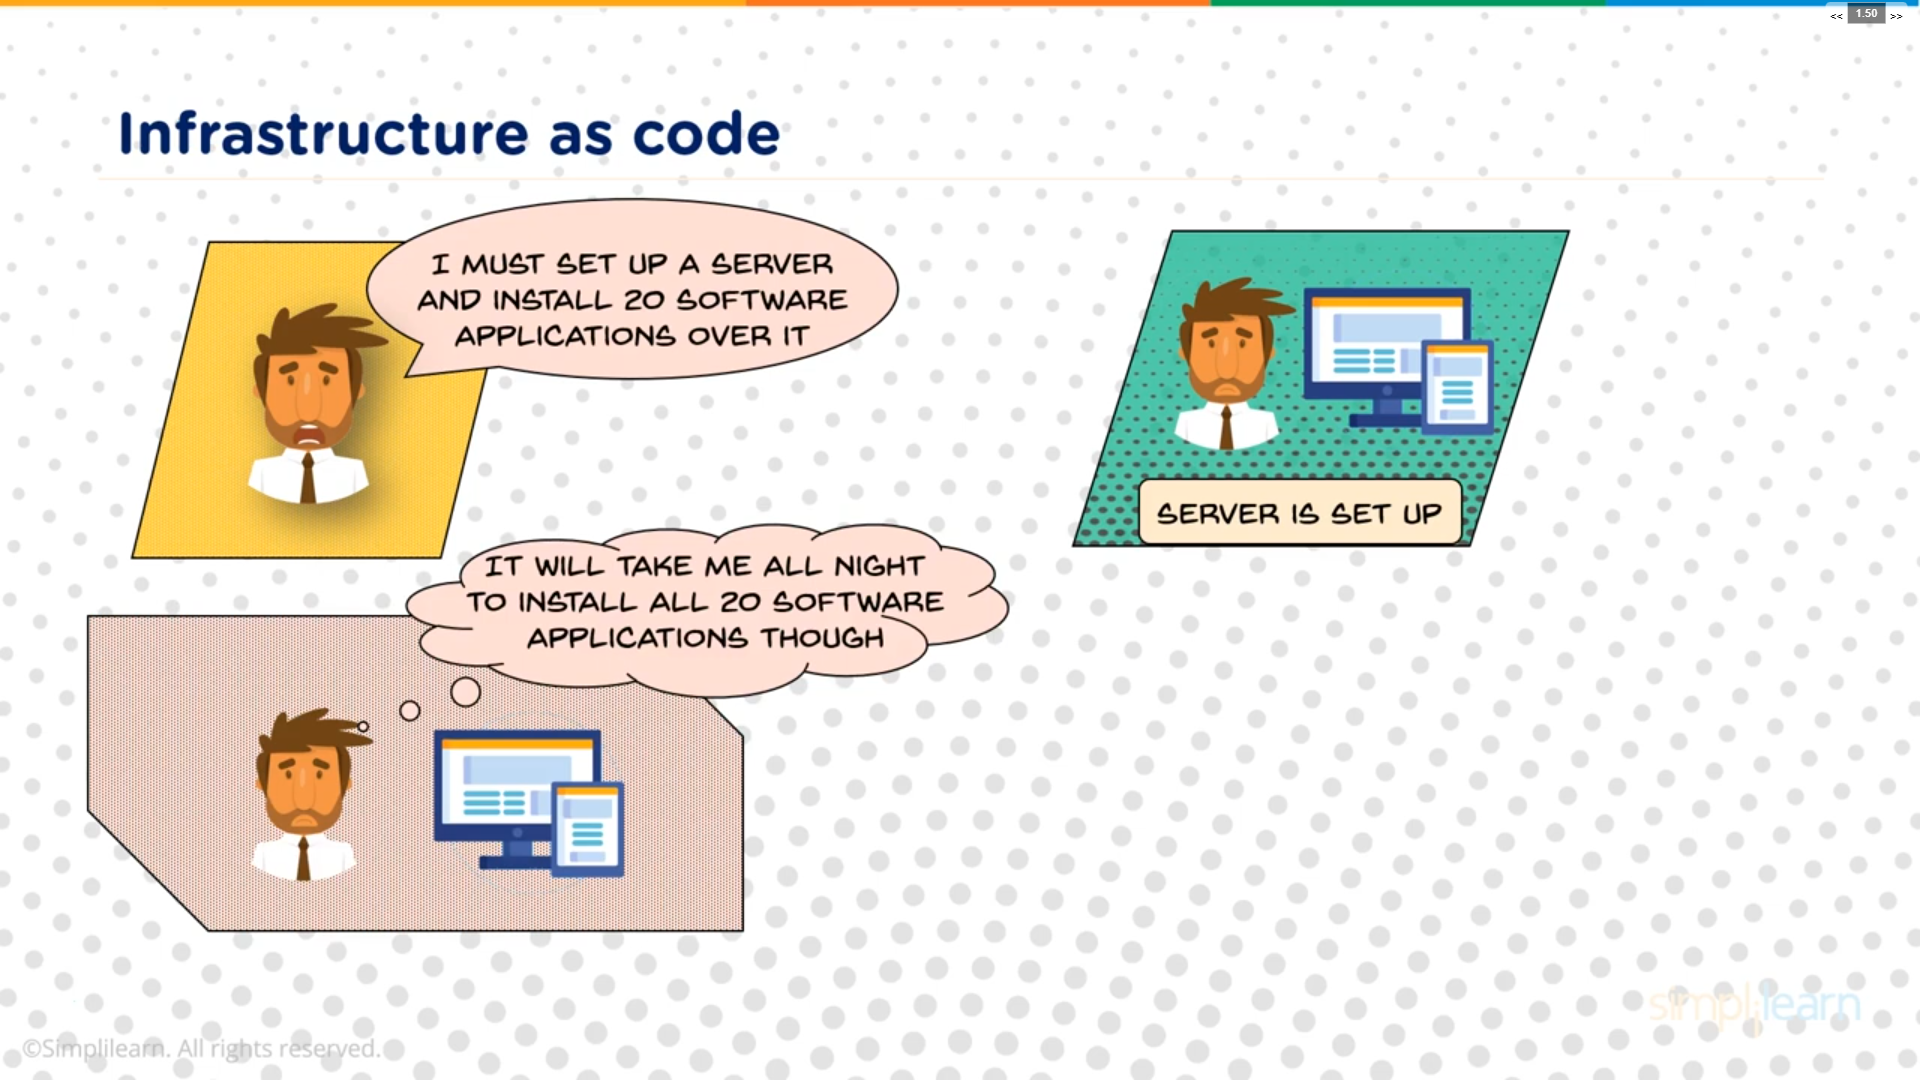 << 1.50 >>
Infrastructure as code
I MUST SET UP A SERVER
AND INSTALL 20 SOFTWARE
APPLICATIONS OVER IT
SERVER IS SET UP
IT WILL TAKE ME ALL NIGHT
TO INSTALL ALL 20 SOFTWARE
APPLICATIONS THOUGH
simplilearn
©Simplilearn. All rights reserved.